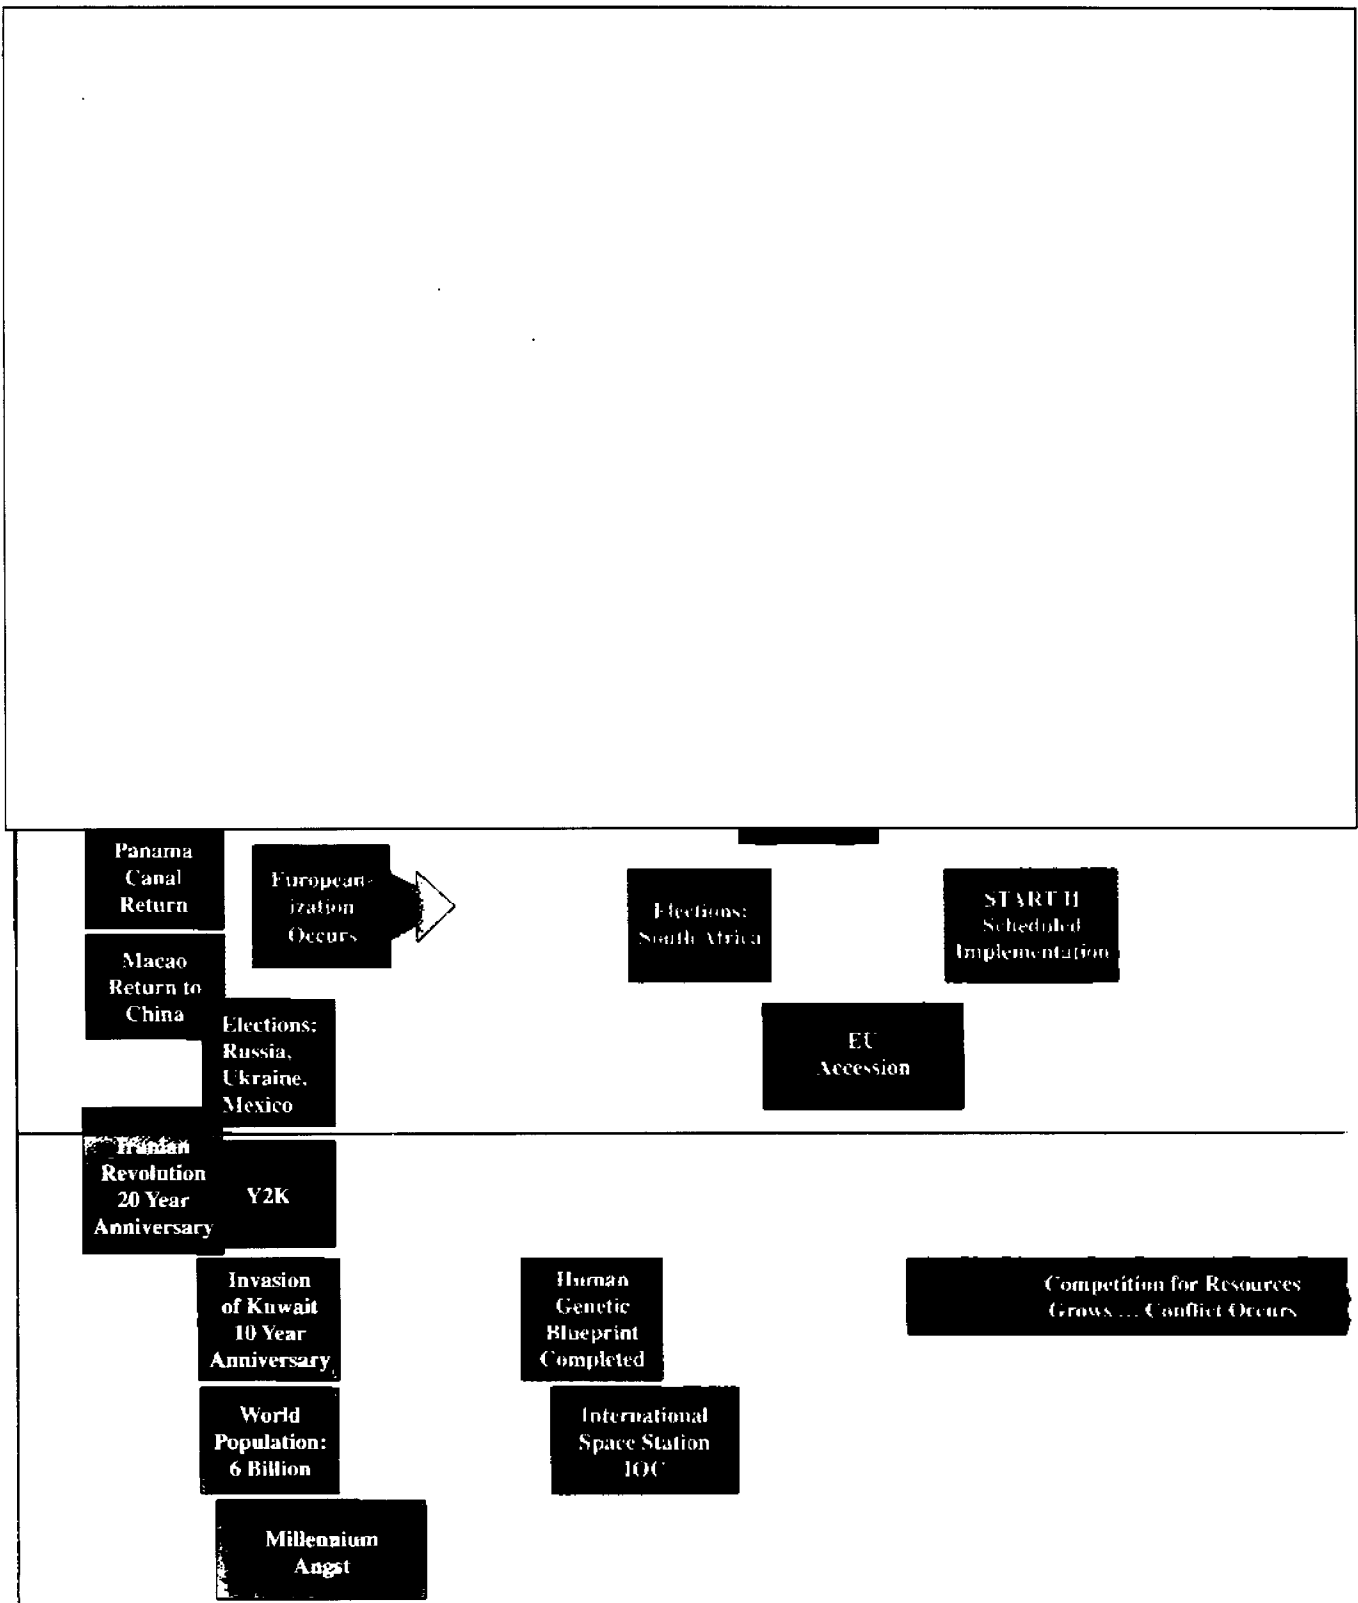 Panama
Canal
Return
European-
ization
Occurs
Elections:
South Africa
START II
Scheduled
Implementation
Macao
Return to
China
Elections:
Russia,
Ukraine,
Mexico
EU
Accession
Iranian
Revolution
20 Year
Anniversary
Y2K
Invasion
of Kuwait
10 Year
Anniversary
Human
Genetic
Blueprint
Completed
Competition for Resources
Grows ... Conflict Occurs
World
Population:
6 Billion
International
Space Station
IOC
Millennium
Angst